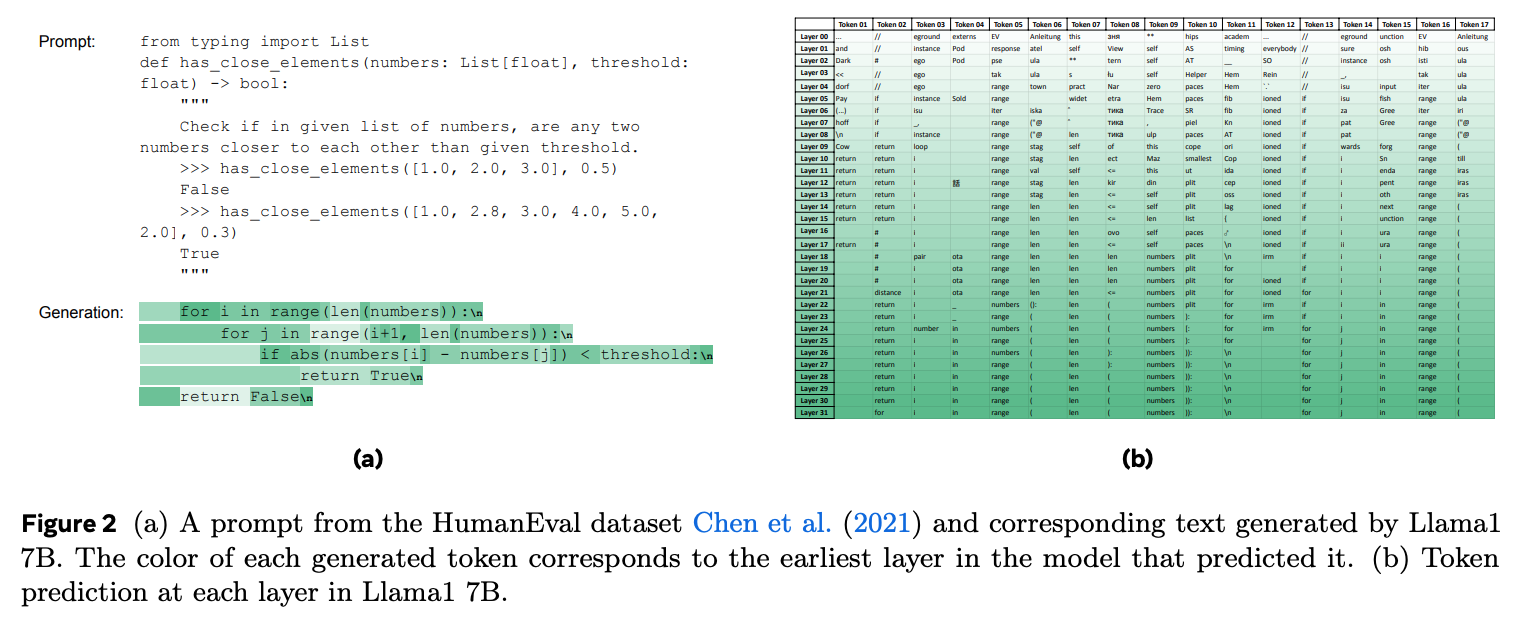 Prompt:
from typing import List
def has_close_elements(numbers: List[float], threshold:
float) -> bool:
"""
Check if in given list of numbers, are any two
numbers closer to each other than given threshold.
>>> has_close_elements([1.0, 2.0, 3.0], 0.5)
False
>>> has_close_elements([1.0, 2.8, 3.0, 4.0, 5.0,
2.0], 0.3)
True
"""
Generation:
for i in range(len(numbers)):\n
for j in range(i+1, len(numbers)):\n
if abs(numbers[i] - numbers[j]) < threshold:\n
return True\n
return False\n
(a)
Token 01 Token 02 Token 03 Token 04 Token 05 Token 06 Token 07 Token 08 Token 09 Token 10 Token 11 Token 12 Token 13 Token 14 Token 15 Token 16 Token 17
Layer 00 ... // eground externs EV Anleitung this зня ** hips academ ... // eground unction EV Anleitung
Layer 01 and // instance Pod response atel self View self AS timing everybody // sure osh hib ous
Layer 02 Dark # ego Pod pse ula ** tern self AT __ SO // instance osh isti ula
Layer 03 << // ego tak ula s łu self Helper Hem Rein // _, tak ula
Layer 04 dorf // ego range town pract Nar zero paces Hem `.` // isu input iter ula
Layer 05 Pay if instance Sold range widet etra Hem paces fib ioned if isu fish range ula
Layer 06 (...) if isu iter iska " тика Trace SR fib ioned if za Gree iter iri
Layer 07 hoff if _, range ("@ " тика , piel Kn ioned if pat Gree range ("@
Layer 08 \n if instance range ("@ len тика ulp paces AT ioned if pat range ("@
Layer 09 Cow return loop range stag self of this cope ori ioned if wards forg range (
Layer 10 return return i range stag len ect Maz smallest Cop ioned if i Sn range till
Layer 11 return return i range val self <= this ut ida ioned if i enda range iras
Layer 12 return return i 話 range stag len kir din plit cep ioned if i pent range iras
Layer 13 return return i range stag len <= self plit oss ioned if i oth range iras
Layer 14 return return i range len len <= self plit lag ioned if i next range (
Layer 15 return return i range len len <= len list { ioned if i unction range (
Layer 16 # i range len len ovo self paces ioned if i ura range (
Layer 17 return # i range len len <= self paces \n ioned if ii ura range (
Layer 18 # pair ota range len len len numbers plit \n irm if i i range (
Layer 19 # i ota range len len len numbers plit for if i i range (
Layer 20 # i ota range len len len numbers plit for ioned if i i range (
Layer 21 distance i ota range len len <= numbers plit for ioned for i i range (
Layer 22 return i _ numbers (): len ( numbers plit for irm if i in range (
Layer 23 return i _ range ( len ( numbers ): for irm if i in range (
Layer 24 return number in numbers ( len ( numbers [: for irm for j in range (
Layer 25 return i in range ( len ( numbers ): for for j in range (
Layer 26 return i in numbers ( len ): numbers )): \n for j in range (
Layer 27 return i in range ( len ): numbers )): \n for j in range (
Layer 28 return i in range ( len ( numbers )): \n for j in range (
Layer 29 return i in range ( len ( numbers )): \n for j in range (
Layer 30 return i in range ( len ( numbers )): \n for j in range (
Layer 31 for i in range ( len ( numbers )): \n for j in range (
(b)
Figure 2 (a) A prompt from the HumanEval dataset Chen et al. (2021) and corresponding text generated by Llama1
7B. The color of each generated token corresponds to the earliest layer in the model that predicted it. (b) Token
prediction at each layer in Llama1 7B.